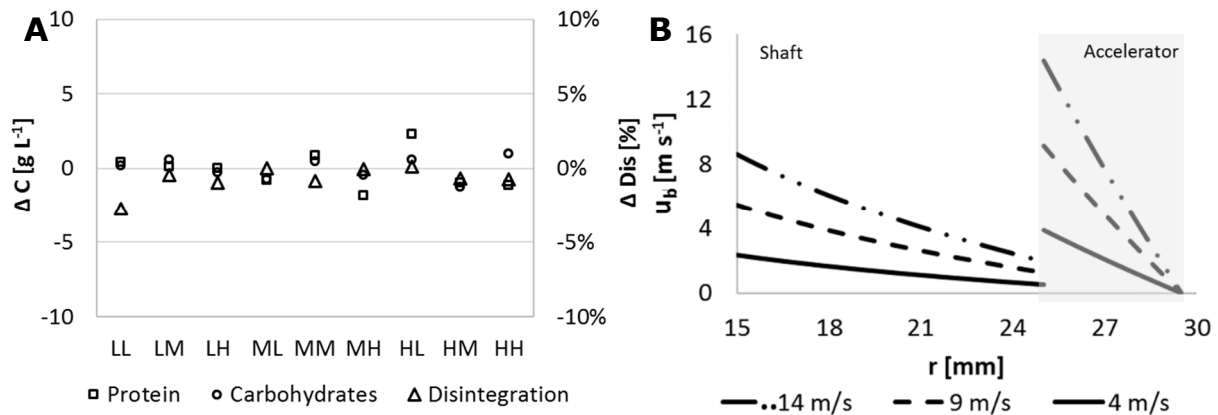 A
10
5
0
-5
-10
Δ C [g L-1]
10%
5%
0%
-5%
-10%
Δ Dis [%]
LL LM LH ML MM MH HL HM HH
Protein Carbohydrates Disintegration
B
Shaft
Accelerator
16
12
8
4
0
ub [m s-1]
15 18 21 24 27 30
r [mm]
14 m/s 9 m/s 4 m/s